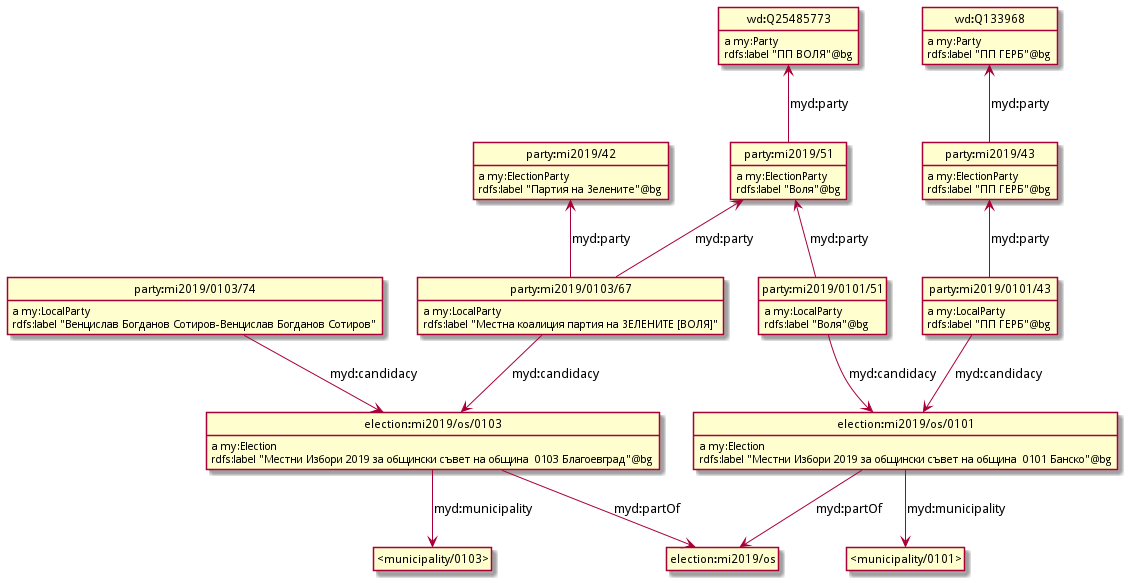 wd:Q25485773
a my:Party
rdfs:label "ПП ВОЛЯ"@bg
wd:Q133968
a my:Party
rdfs:label "ПП ГЕРБ"@bg
myd:party
myd:party
party:mi2019/42
a my:ElectionParty
rdfs:label "Партия на Зелените"@bg
party:mi2019/51
a my:ElectionParty
rdfs:label "Воля"@bg
party:mi2019/43
a my:ElectionParty
rdfs:label "ПП ГЕРБ"@bg
myd:party
myd:party
myd:party
myd:party
party:mi2019/0103/74
a my:LocalParty
rdfs:label "Венцислав Богданов Сотиров-Венцислав Богданов Сотиров"
party:mi2019/0103/67
a my:LocalParty
rdfs:label "Местна коалиция партия на ЗЕЛЕНИТЕ [ВОЛЯ]"
party:mi2019/0101/51
a my:LocalParty
rdfs:label "Воля"@bg
party:mi2019/0101/43
a my:LocalParty
rdfs:label "ПП ГЕРБ"@bg
myd:candidacy
myd:candidacy
myd:candidacy
myd:candidacy
election:mi2019/os/0103
a my:Election
rdfs:label "Местни Избори 2019 за общински съвет на община  0103 Благоевград"@bg
election:mi2019/os/0101
a my:Election
rdfs:label "Местни Избори 2019 за общински съвет на община  0101 Банско"@bg
myd:municipality
myd:partOf
myd:partOf
myd:municipality
<municipality/0103>
election:mi2019/os
<municipality/0101>